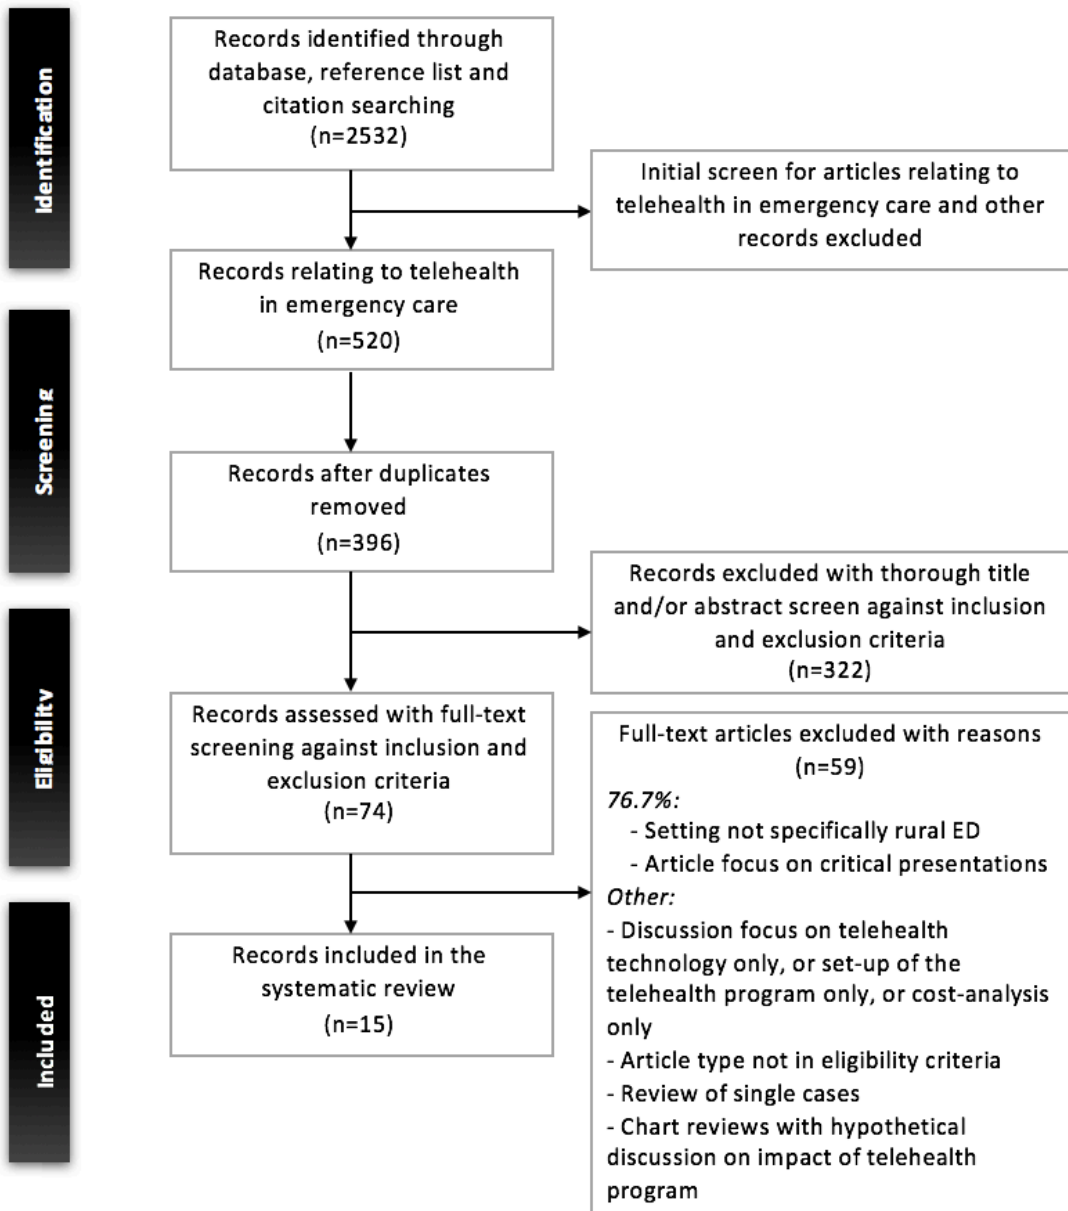 Identification
Records identified through
database, reference list and
citation searching
(n=2532)
Initial screen for articles relating to
telehealth in emergency care and other
records excluded
Records relating to telehealth
in emergency care
(n=520)
Screening
Records after duplicates
removed
(n=396)
Records excluded with thorough title
and/or abstract screen against inclusion
and exclusion criteria
(n=322)
Eligibility
Records assessed with full-text
screening against inclusion and
exclusion criteria
(n=74)
Full-text articles excluded with reasons
(n=59)
76.7%:
- Setting not specifically rural ED
- Article focus on critical presentations
Other:
- Discussion focus on telehealth
technology only, or set-up of the
telehealth program only, or cost-analysis
only
- Article type not in eligibility criteria
- Review of single cases
- Chart reviews with hypothetical
discussion on impact of telehealth
program
Included
Records included in the
systematic review
(n=15)